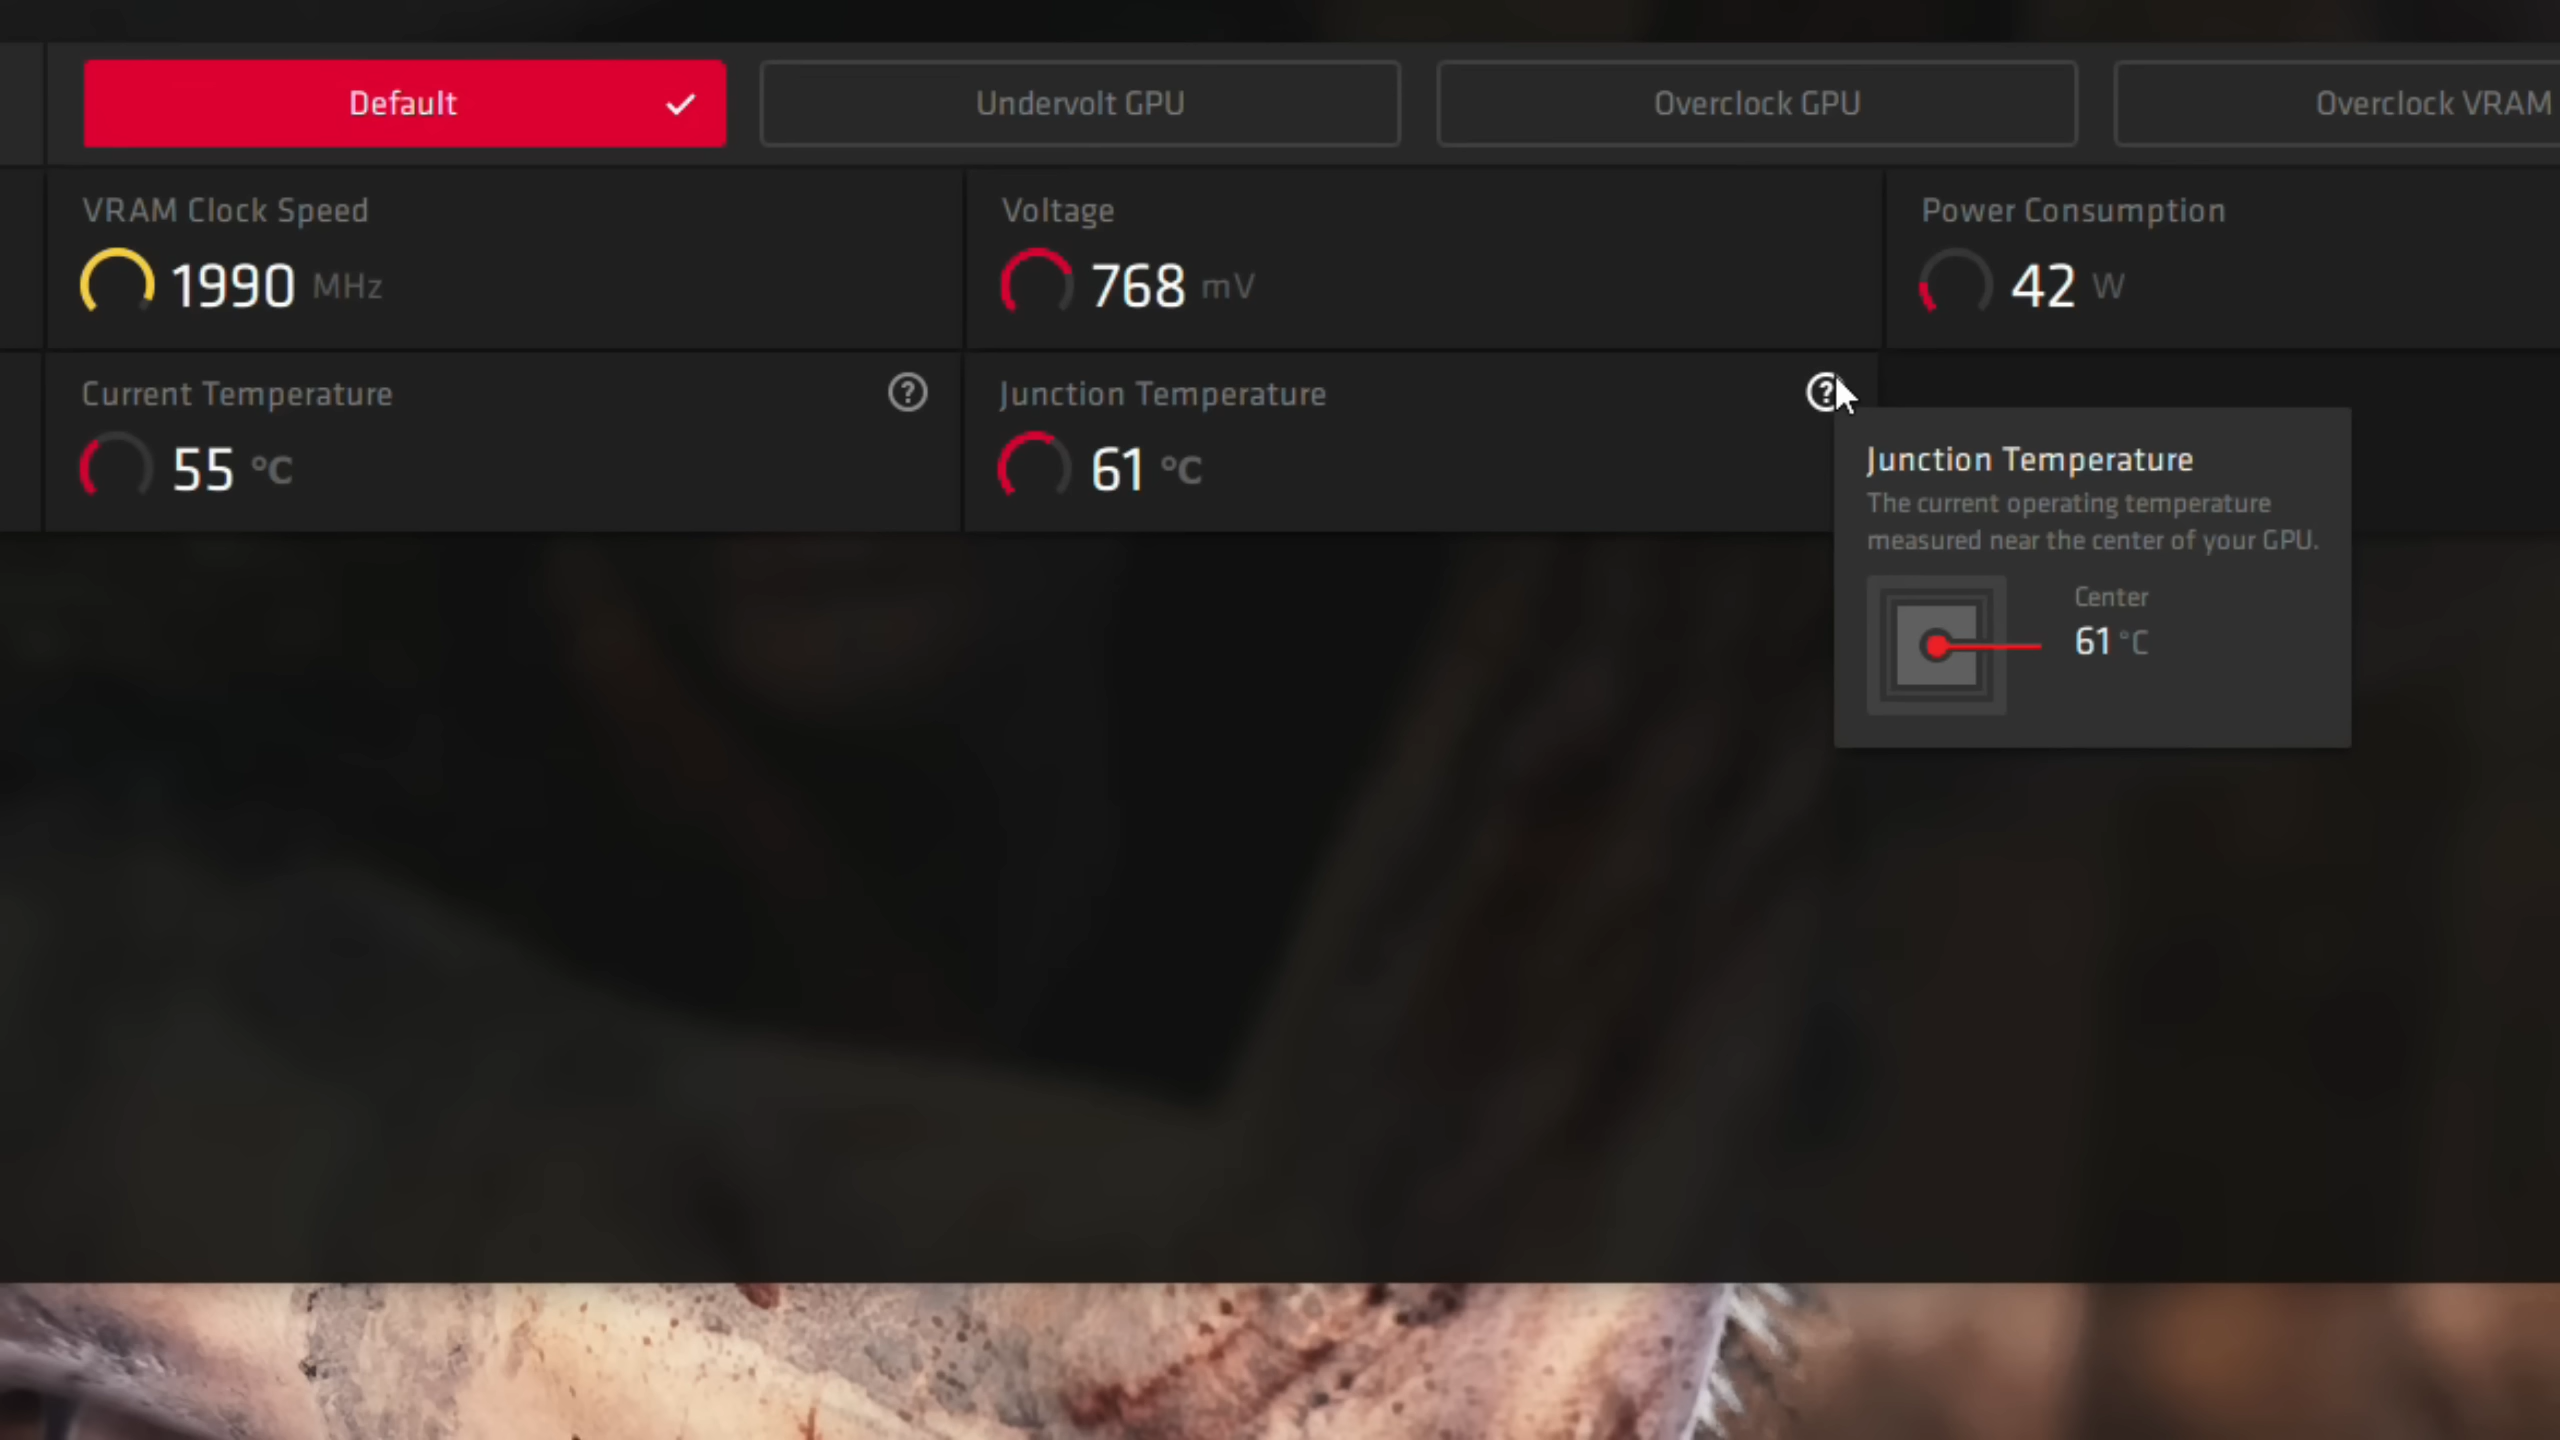 Default
Undervolt GPU
Overclock GPU
Overclock VRAM
VRAM Clock Speed
1990 MHz
Voltage
768 mV
Power Consumption
42 W
Current Temperature
?
55 °C
Junction Temperature
?
61 °C
Junction Temperature
The current operating temperature
measured near the center of your GPU.
Center
61 °C